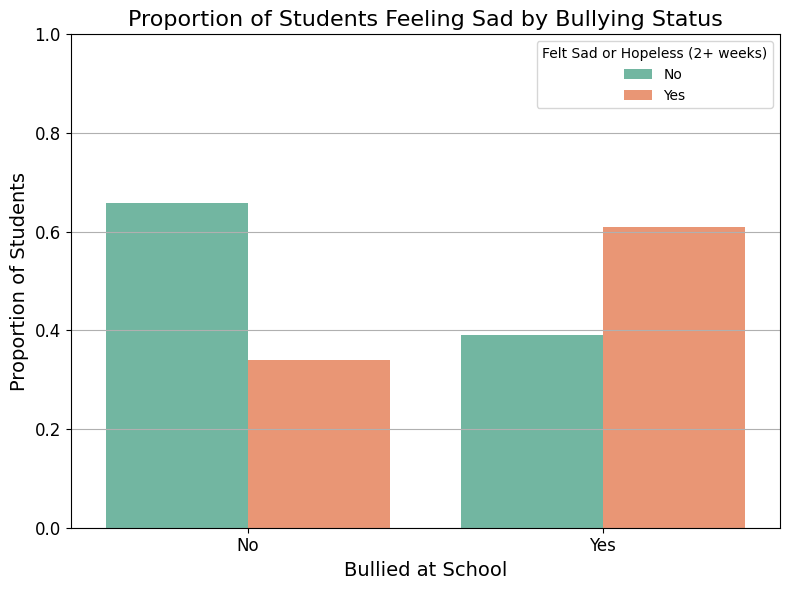 Proportion of Students Feeling Sad by Bullying Status
Proportion of Students
1.0
0.8
0.6
0.4
0.2
0.0
Felt Sad or Hopeless (2+ weeks)
No
Yes
No Yes
Bullied at School